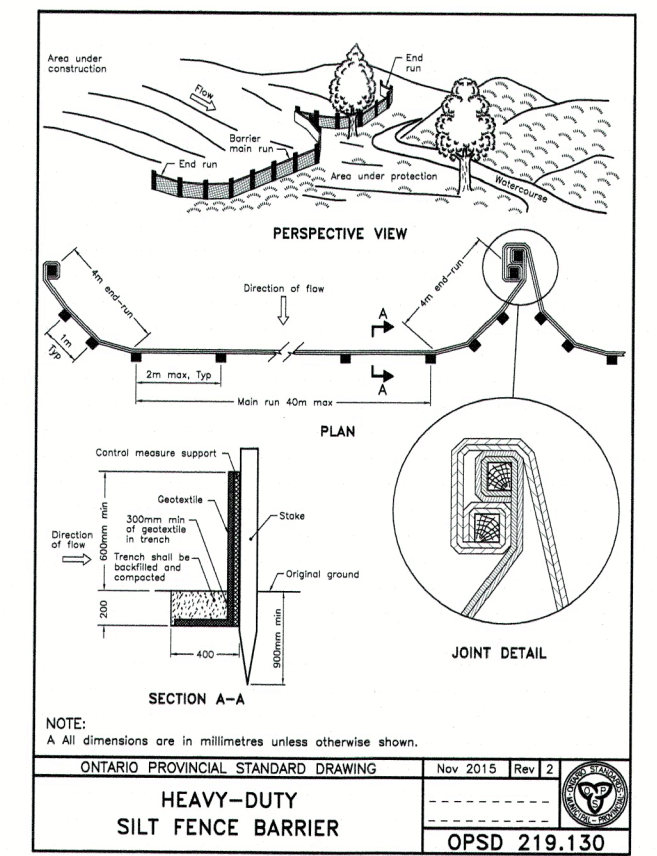 Area under
construction
Flow
End
run
Barrier
main run
End run
Area under protection
Watercourse
PERSPECTIVE VIEW
4m end-run
Direction of flow
4m end-run
A
1m
Typ
2m max, Typ
A
Main run 40m max
PLAN
Control measure support
Geotextile
300mm min
of geotextile
in trench
Stake
Direction
of flow
600mm min
Trench shall be
backfilled and
compacted
Original ground
200
900mm min
400
JOINT DETAIL
SECTION A-A
NOTE:
A All dimensions are in millimetres unless otherwise shown.
ONTARIO PROVINCIAL STANDARD DRAWING
Nov 2015 Rev 2
HEAVY-DUTY
SILT FENCE BARRIER
ONTARIO STANDARDS
MUNICIPAL - PROVINCIAL
O P
S
OPSD 219.130